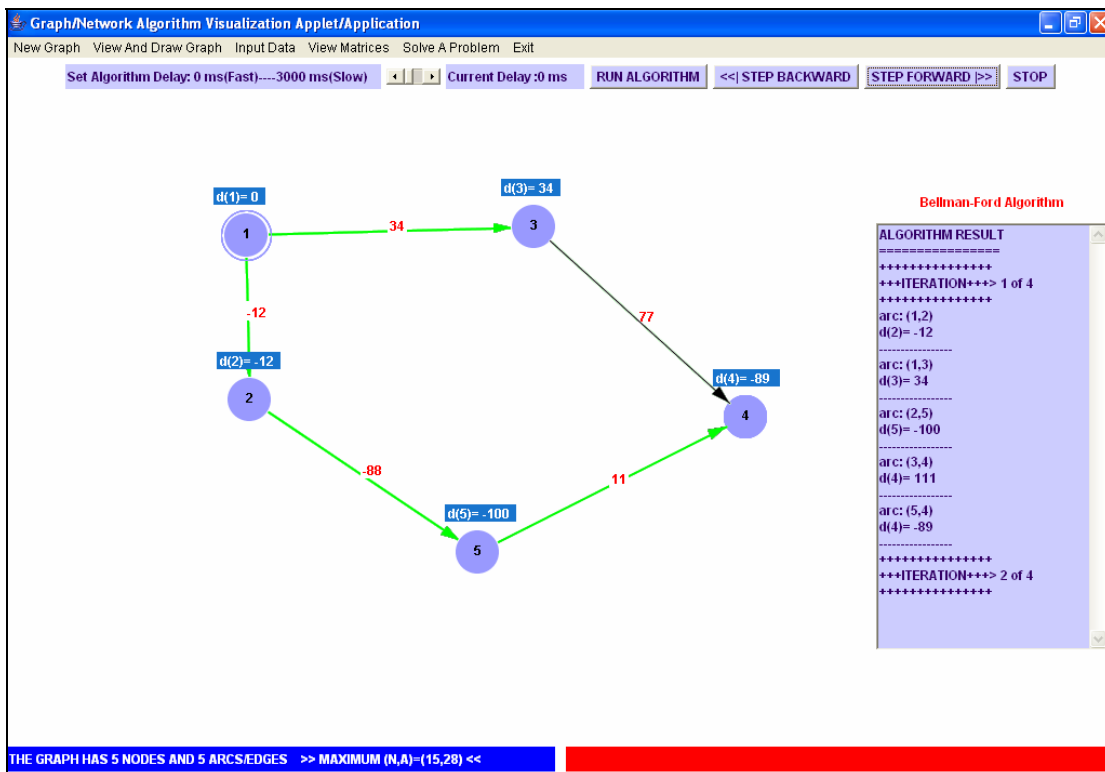 Graph/Network Algorithm Visualization Applet/Application
New Graph View And Draw Graph Input Data View Matrices Solve A Problem Exit
Set Algorithm Delay: 0 ms(Fast)----3000 ms(Slow) Current Delay :0 ms RUN ALGORITHM <<| STEP BACKWARD STEP FORWARD |>> STOP
d(1)= 0
1
34
d(3)= 34
3
-12
77
d(2)= -12
2
d(4)= -89
4
-88
11
d(5)= -100
5
Bellman-Ford Algorithm
ALGORITHM RESULT
=================
+++++++++++++++
+++ITERATION+++> 1 of 4
+++++++++++++++
arc: (1,2)
d(2)= -12
-----------------
arc: (1,3)
d(3)= 34
-----------------
arc: (2,5)
d(5)= -100
-----------------
arc: (3,4)
d(4)= 111
-----------------
arc: (5,4)
d(4)= -89
-----------------
+++++++++++++++
+++ITERATION+++> 2 of 4
+++++++++++++++
THE GRAPH HAS 5 NODES AND 5 ARCS/EDGES >> MAXIMUM (N,A)=(15,28) <<